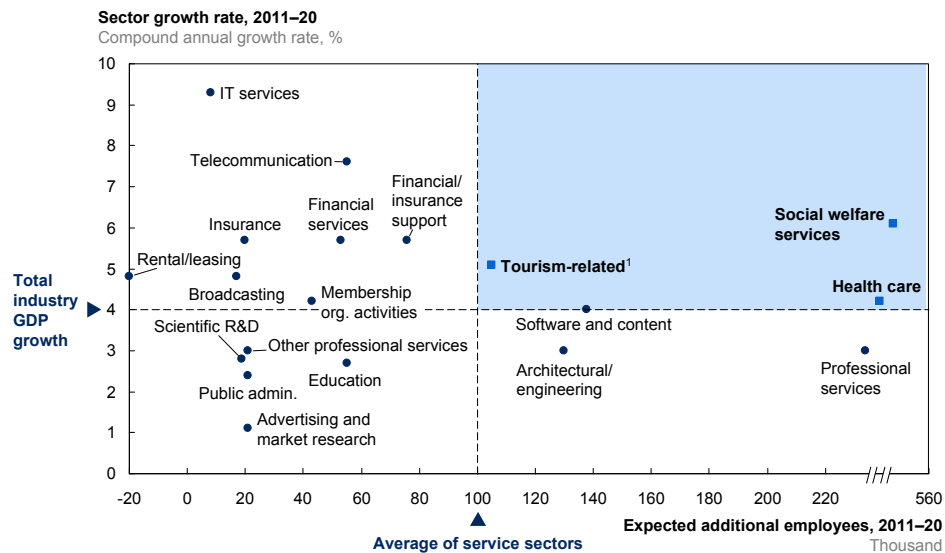 Sector growth rate, 2011–20
Compound annual growth rate, %
10
9
8
7
6
5
4
3
2
1
0
Total
industry
GDP
growth
IT services
Telecommunication
Financial/
insurance
support
Financial
services
Insurance
Rental/leasing
Broadcasting
Membership
org. activities
Social welfare
services
Tourism-related¹
Health care
Scientific R&D
Other professional services
Public admin.
Education
Advertising and
market research
Software and content
Architectural/
engineering
Professional
services
-20 0 20 40 60 80 100 120 140 160 180 200 220 560
Average of service sectors
Expected additional employees, 2011–20
Thousand